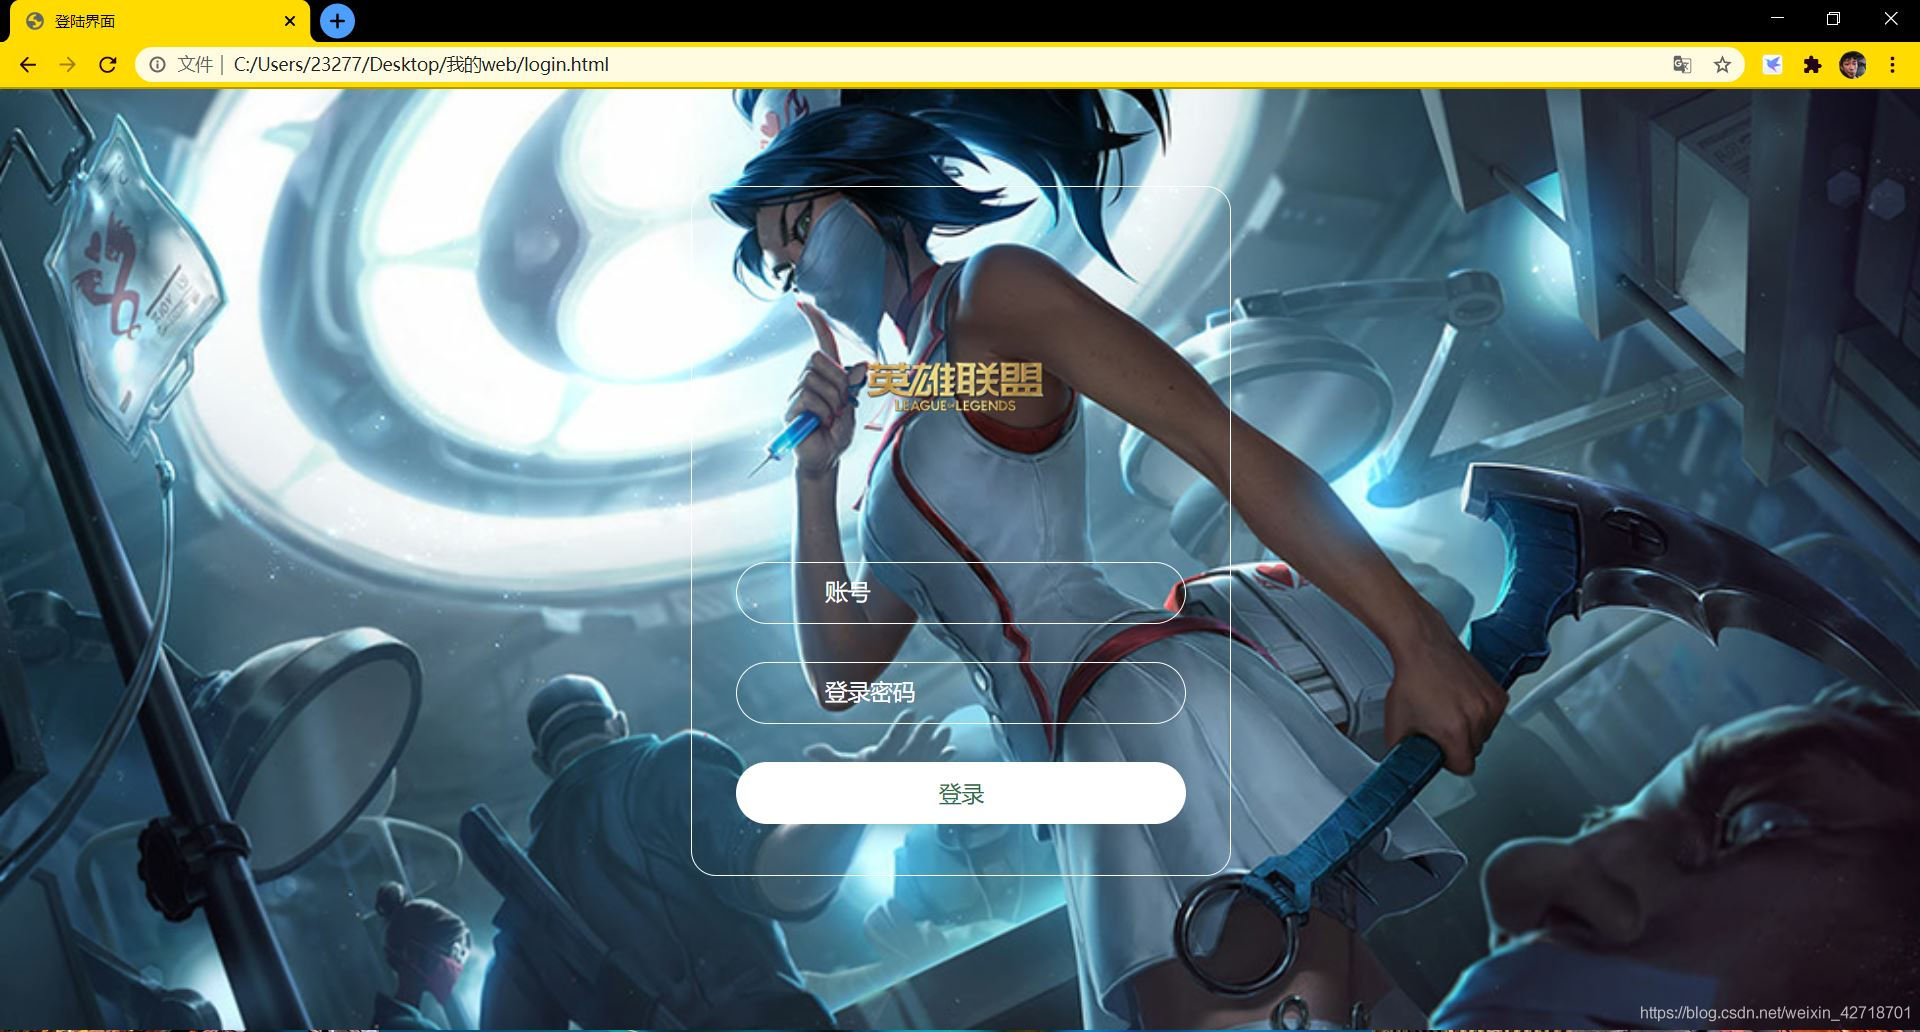 登陆界面
文件 | C:/Users/23277/Desktop/我的web/login.html
英雄联盟
LEAGUE OF LEGENDS
账号
登录密码
登录
https://blog.csdn.net/weixin_42718701